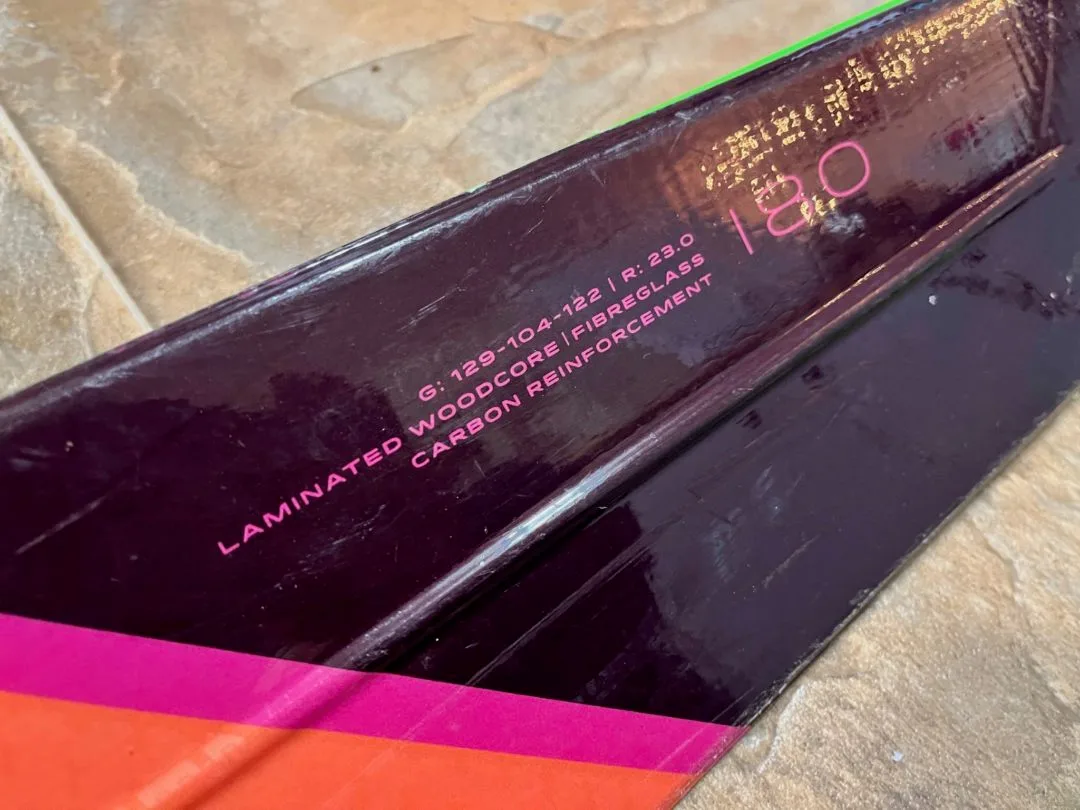 180
G: 129-104-122 | R: 23.0
LAMINATED WOODCORE | FIBREGLASS
CARBON REINFORCEMENT